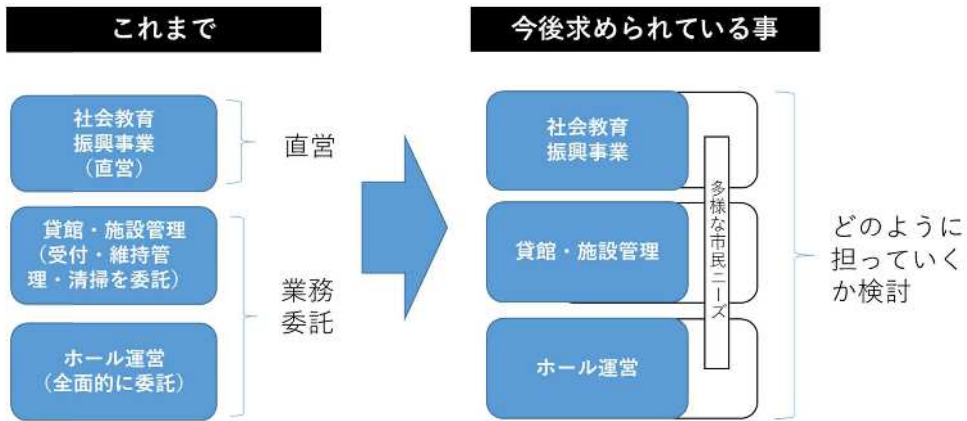 これまで
社会教育
振興事業
(直営)
直営
貸館・施設管理
(受付・維持管
理・清掃を委託)
業務
委託
ホール運営
(全面的に委託)
今後求められている事
社会教育
振興事業
貸館・施設管理
ホール運営
多様な市民ニーズ
どのように
担っていく
か検討